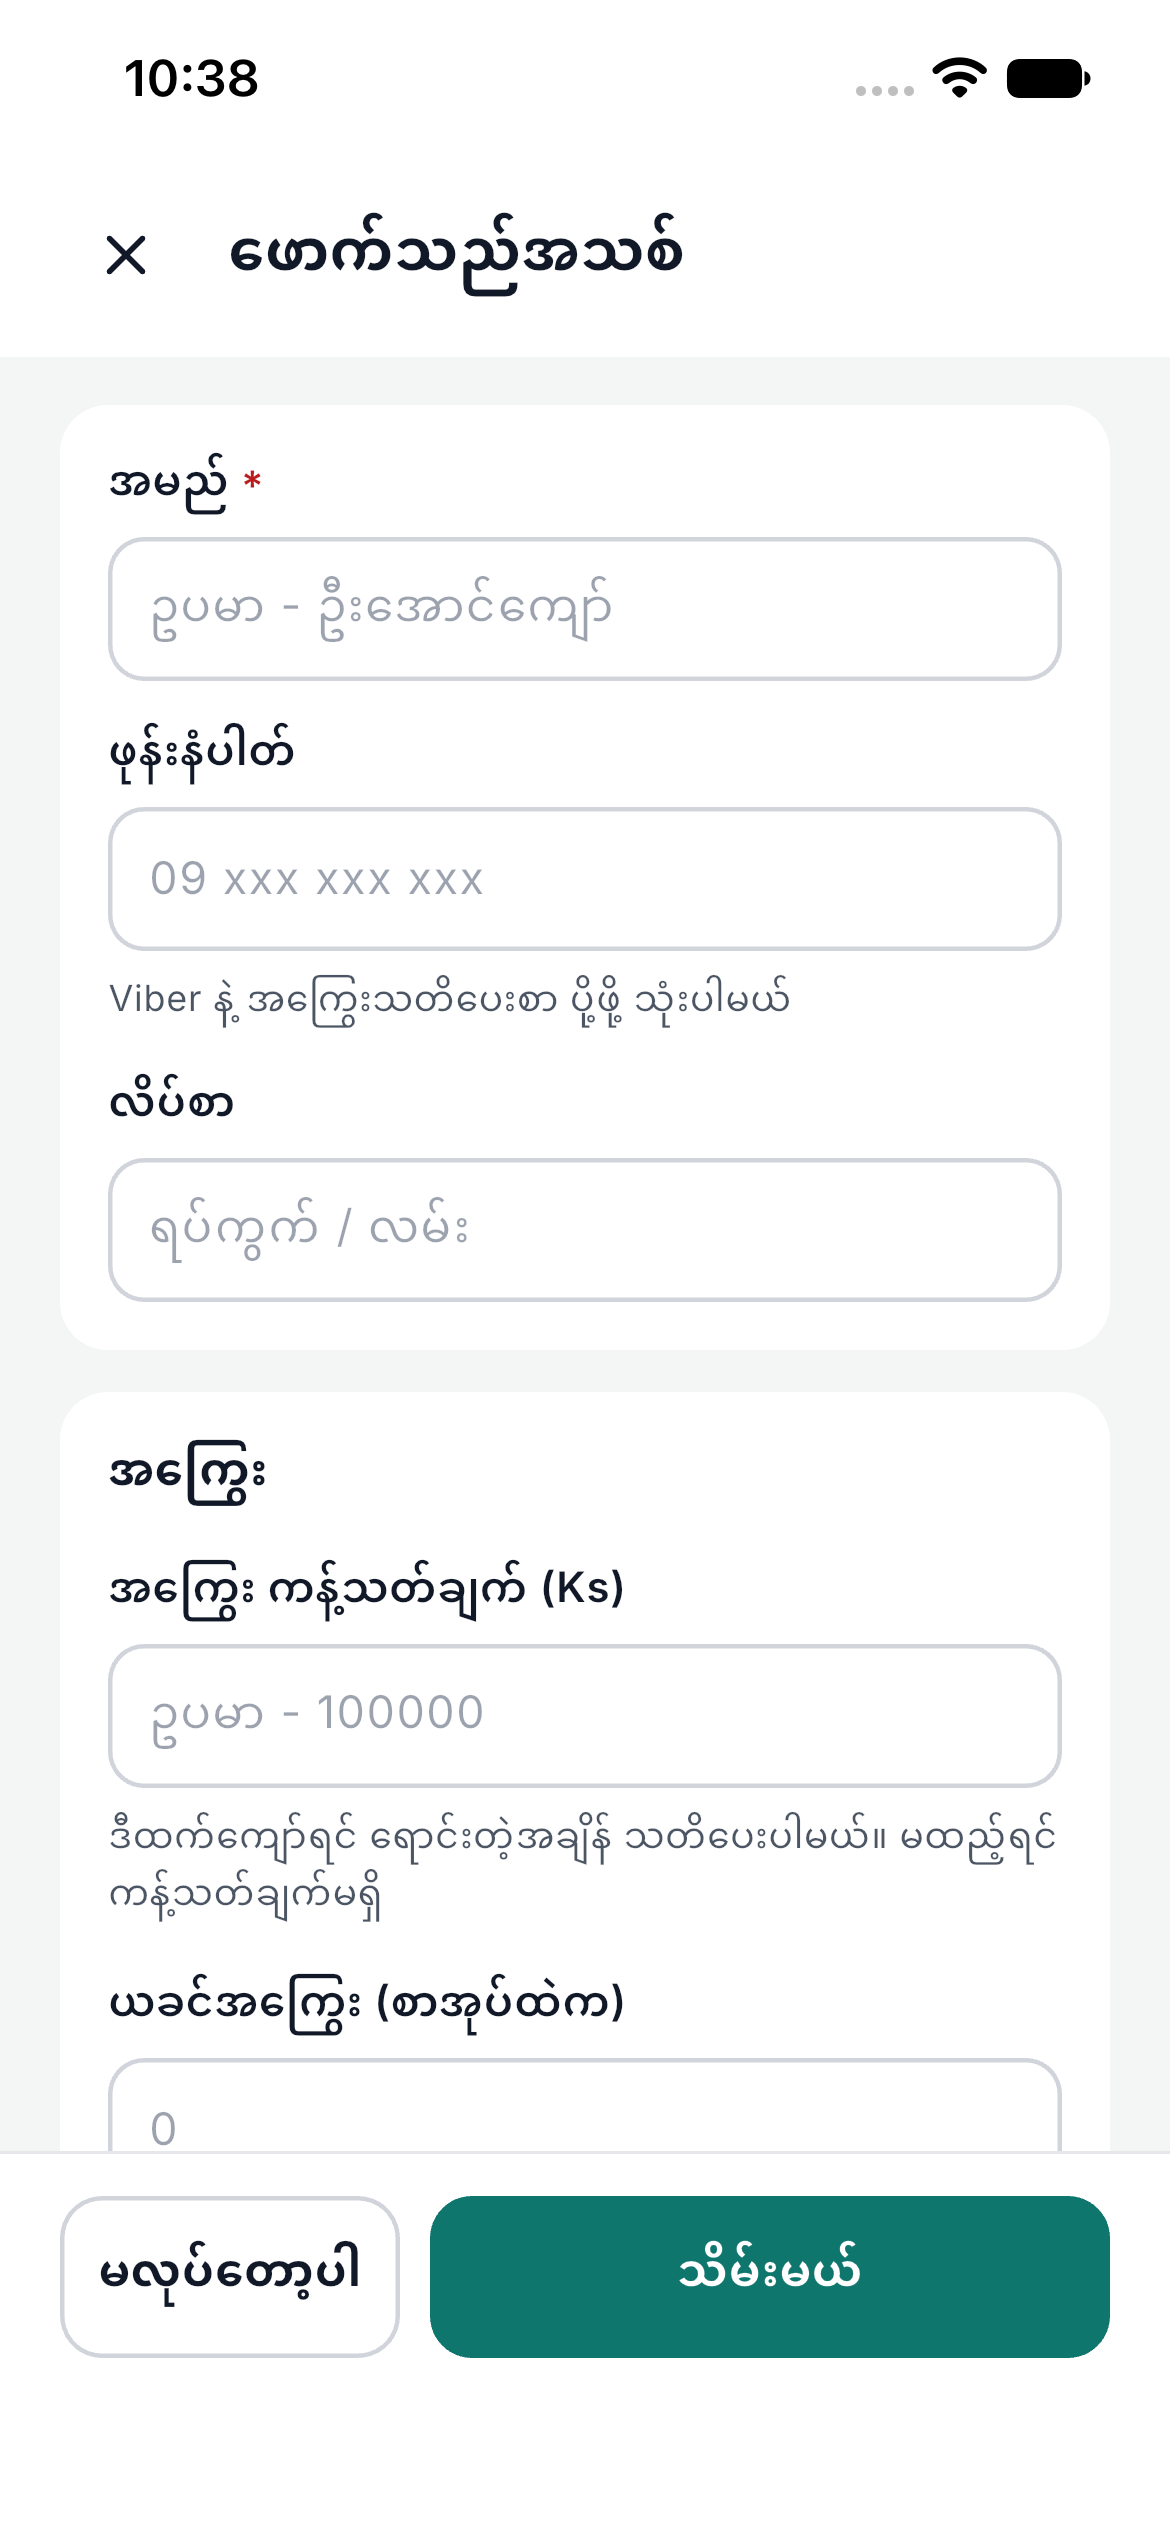 10:38
ဖောက်သည်အသစ်
အမည် *
ဥပမာ - ဦးအောင်ကျော်
ဖုန်းနံပါတ်
09 xxx xxx xxx
Viber နဲ့ အကြွေးသတိပေးစာ ပို့ဖို့ သုံးပါမယ်
လိပ်စာ
ရပ်ကွက် / လမ်း
အကြွေး
အကြွေး ကန့်သတ်ချက် (Ks)
ဥပမာ - 100000
ဒီထက်ကျော်ရင် ရောင်းတဲ့အချိန် သတိပေးပါမယ်။ မထည့်ရင်
ကန့်သတ်ချက်မရှိ
ယခင်အကြွေး (စာအုပ်ထဲက)
0
မလုပ်တော့ပါ
သိမ်းမယ်